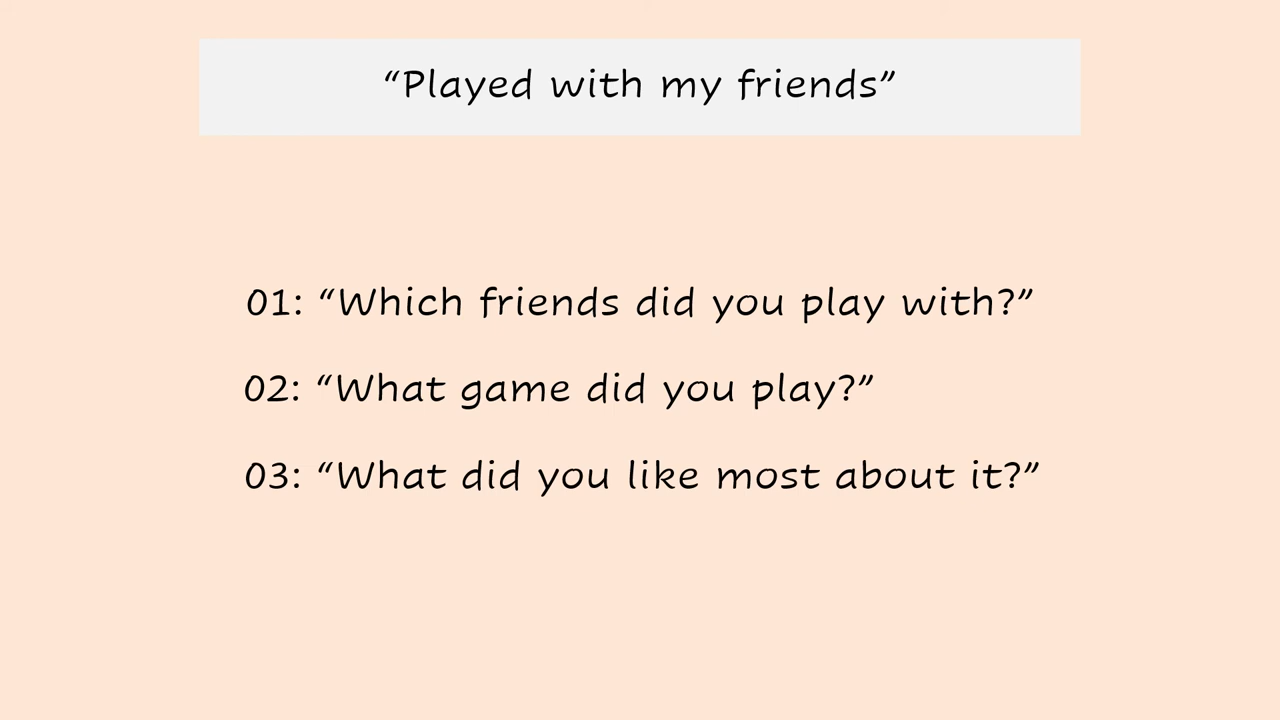 “Played with my friends”
01: “Which friends did you play with?”
02: “What game did you play?”
03: “What did you like most about it?”